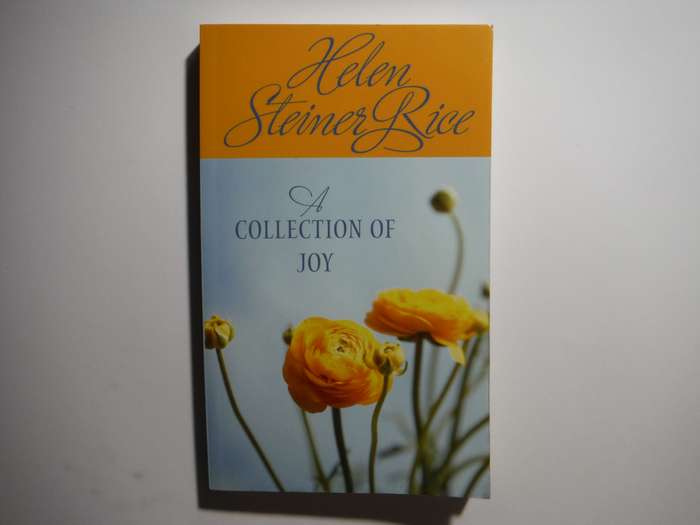 Helen
Steiner Rice
A
COLLECTION OF
JOY